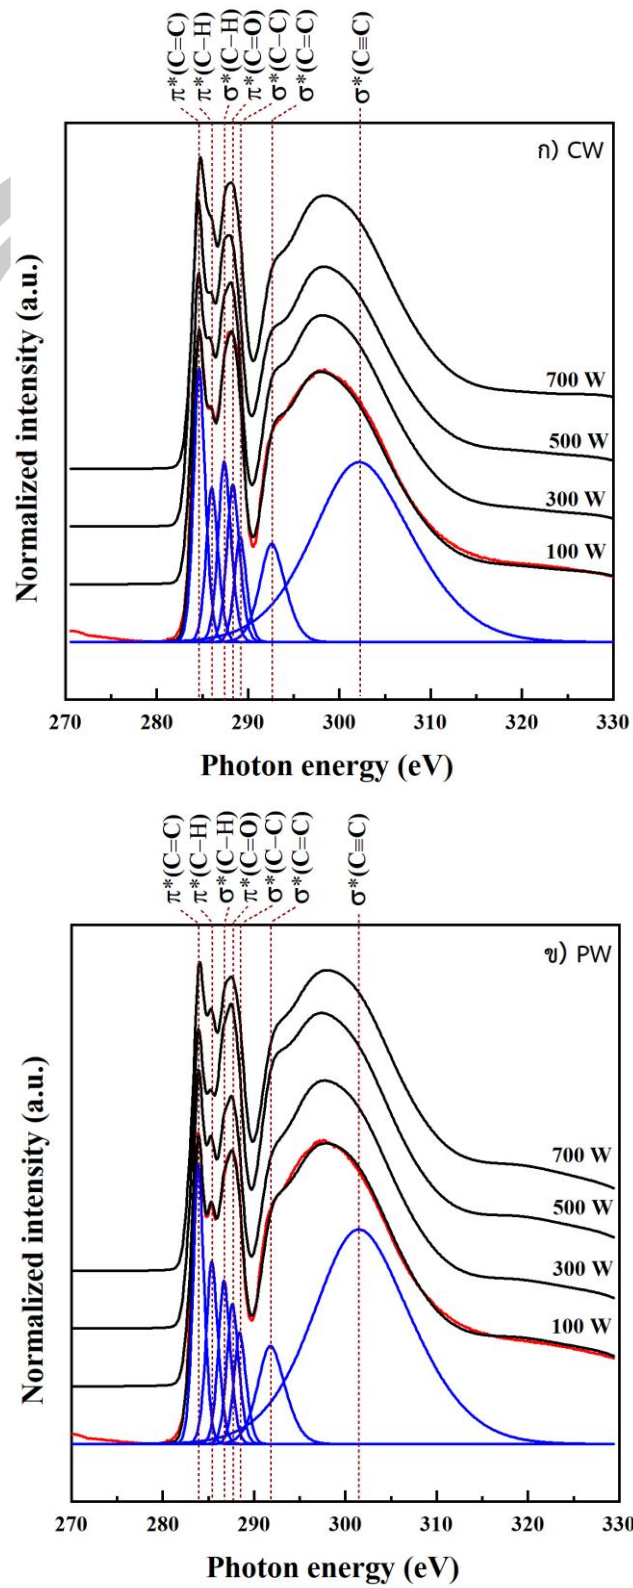 π*(C=C)
π*(C–H)
σ*(C–H)
π*(C=O)
σ*(C–C)
σ*(C=C)
σ*(C≡C)
ก) CW
700 W
500 W
300 W
100 W
Normalized intensity (a.u.)
270 280 290 300 310 320 330
Photon energy (eV)
π*(C=C)
π*(C–H)
σ*(C–H)
π*(C=O)
σ*(C–C)
σ*(C=C)
σ*(C≡C)
ข) PW
700 W
500 W
300 W
100 W
Normalized intensity (a.u.)
270 280 290 300 310 320 330
Photon energy (eV)